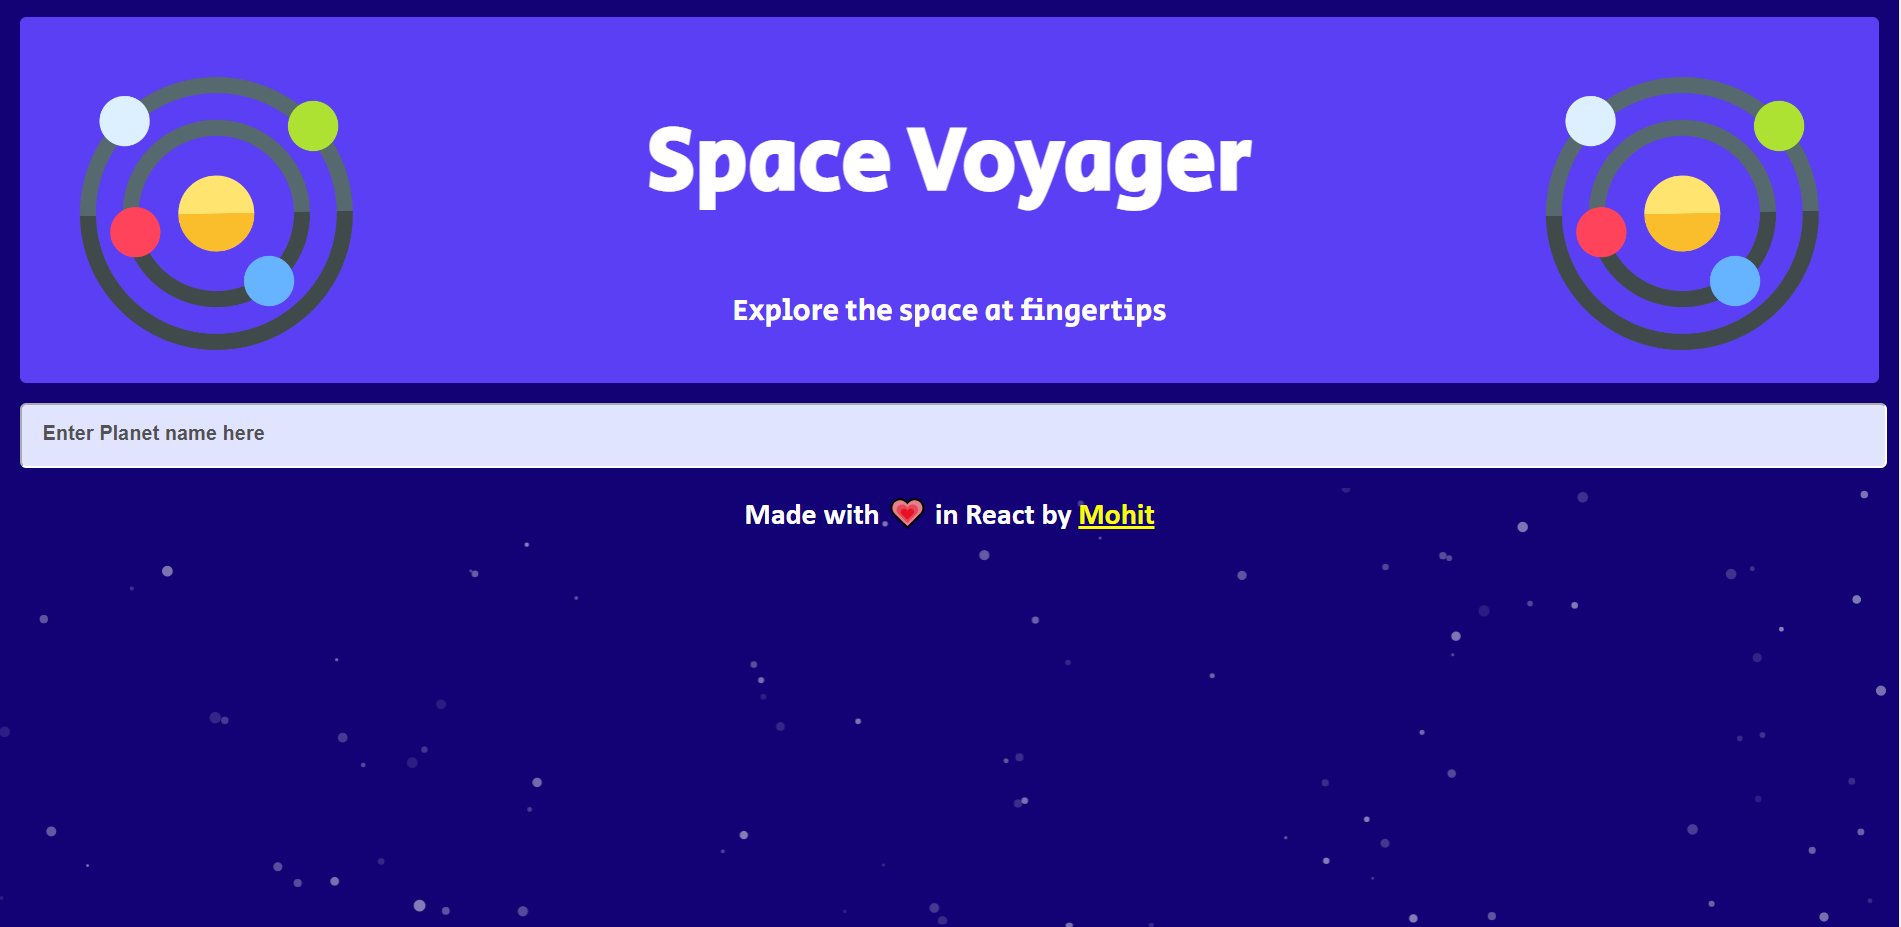 Space Voyager
Explore the space at fingertips
Enter Planet name here
Made with 💗 in React by Mohit